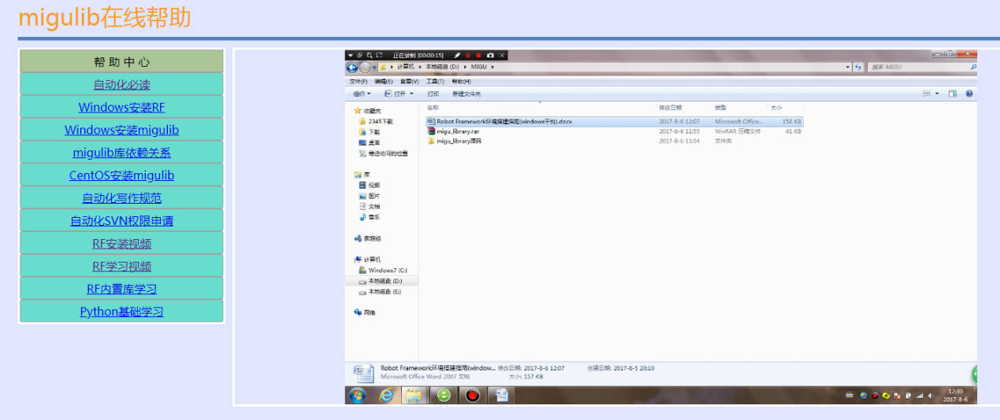 migulib在线帮助
帮 助 中 心
自动化必读
Windows安装RF
Windows安装migulib
migulib库依赖关系
CentOS安装migulib
自动化写作规范
自动化SVN权限申请
RF安装视频
RF学习视频
RF内置库学习
Python基础学习
正在录制 [00:00:15]
计算机 本地磁盘 (D:) MIGU
搜索 MIGU
文件(F) 编辑(E) 查看(V) 工具(T) 帮助(H)
组织 打开 打印 新建文件夹
名称 修改日期 类型 大小
收藏夹
2345下载
下载
桌面
最近访问的位置
库
视频
图片
文档
音乐
家庭组
计算机
Windows7 (C:)
本地磁盘 (D:)
本地磁盘 (E:)
网络
Robot Framework环境搭建指南(windows平台).docx 2017-8-6 12:07 Microsoft Office... 158 KB
migu_library.rar 2017-8-6 11:55 WinRAR 压缩文件 41 KB
migu_library源码 2017-8-6 11:54 文件夹
Robot Framework环境搭建指南(window... 修改日期: 2017-8-6 12:07 创建日期: 2017-8-5 20:10
Microsoft Office Word 2007 文档 大小: 157 KB
12:30
2017-8-6